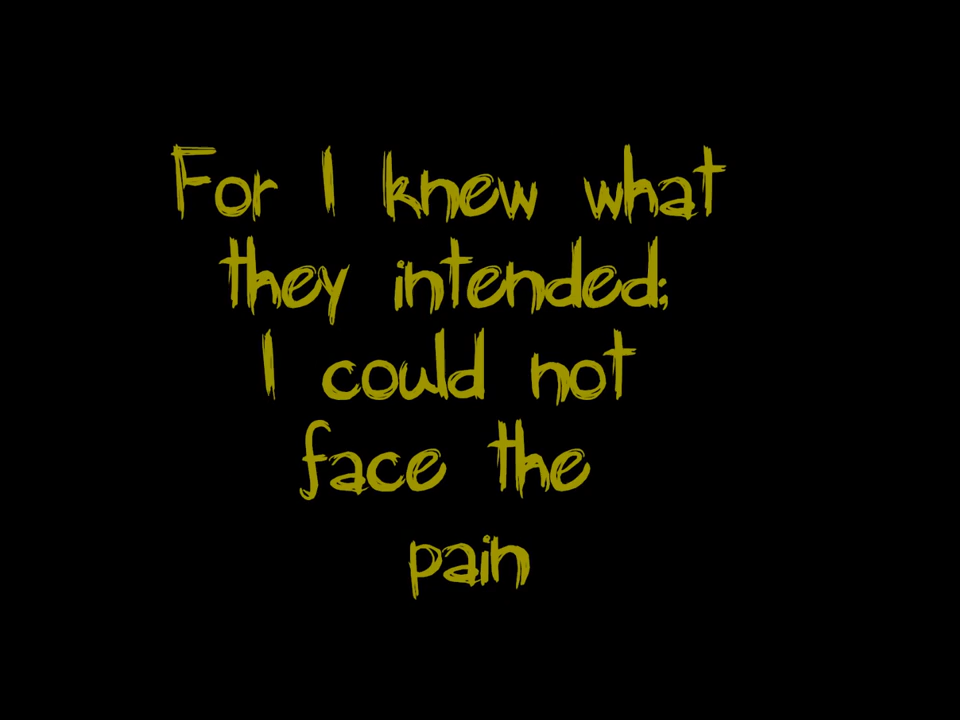 For I knew what
they intended;
I could not
face the
pain